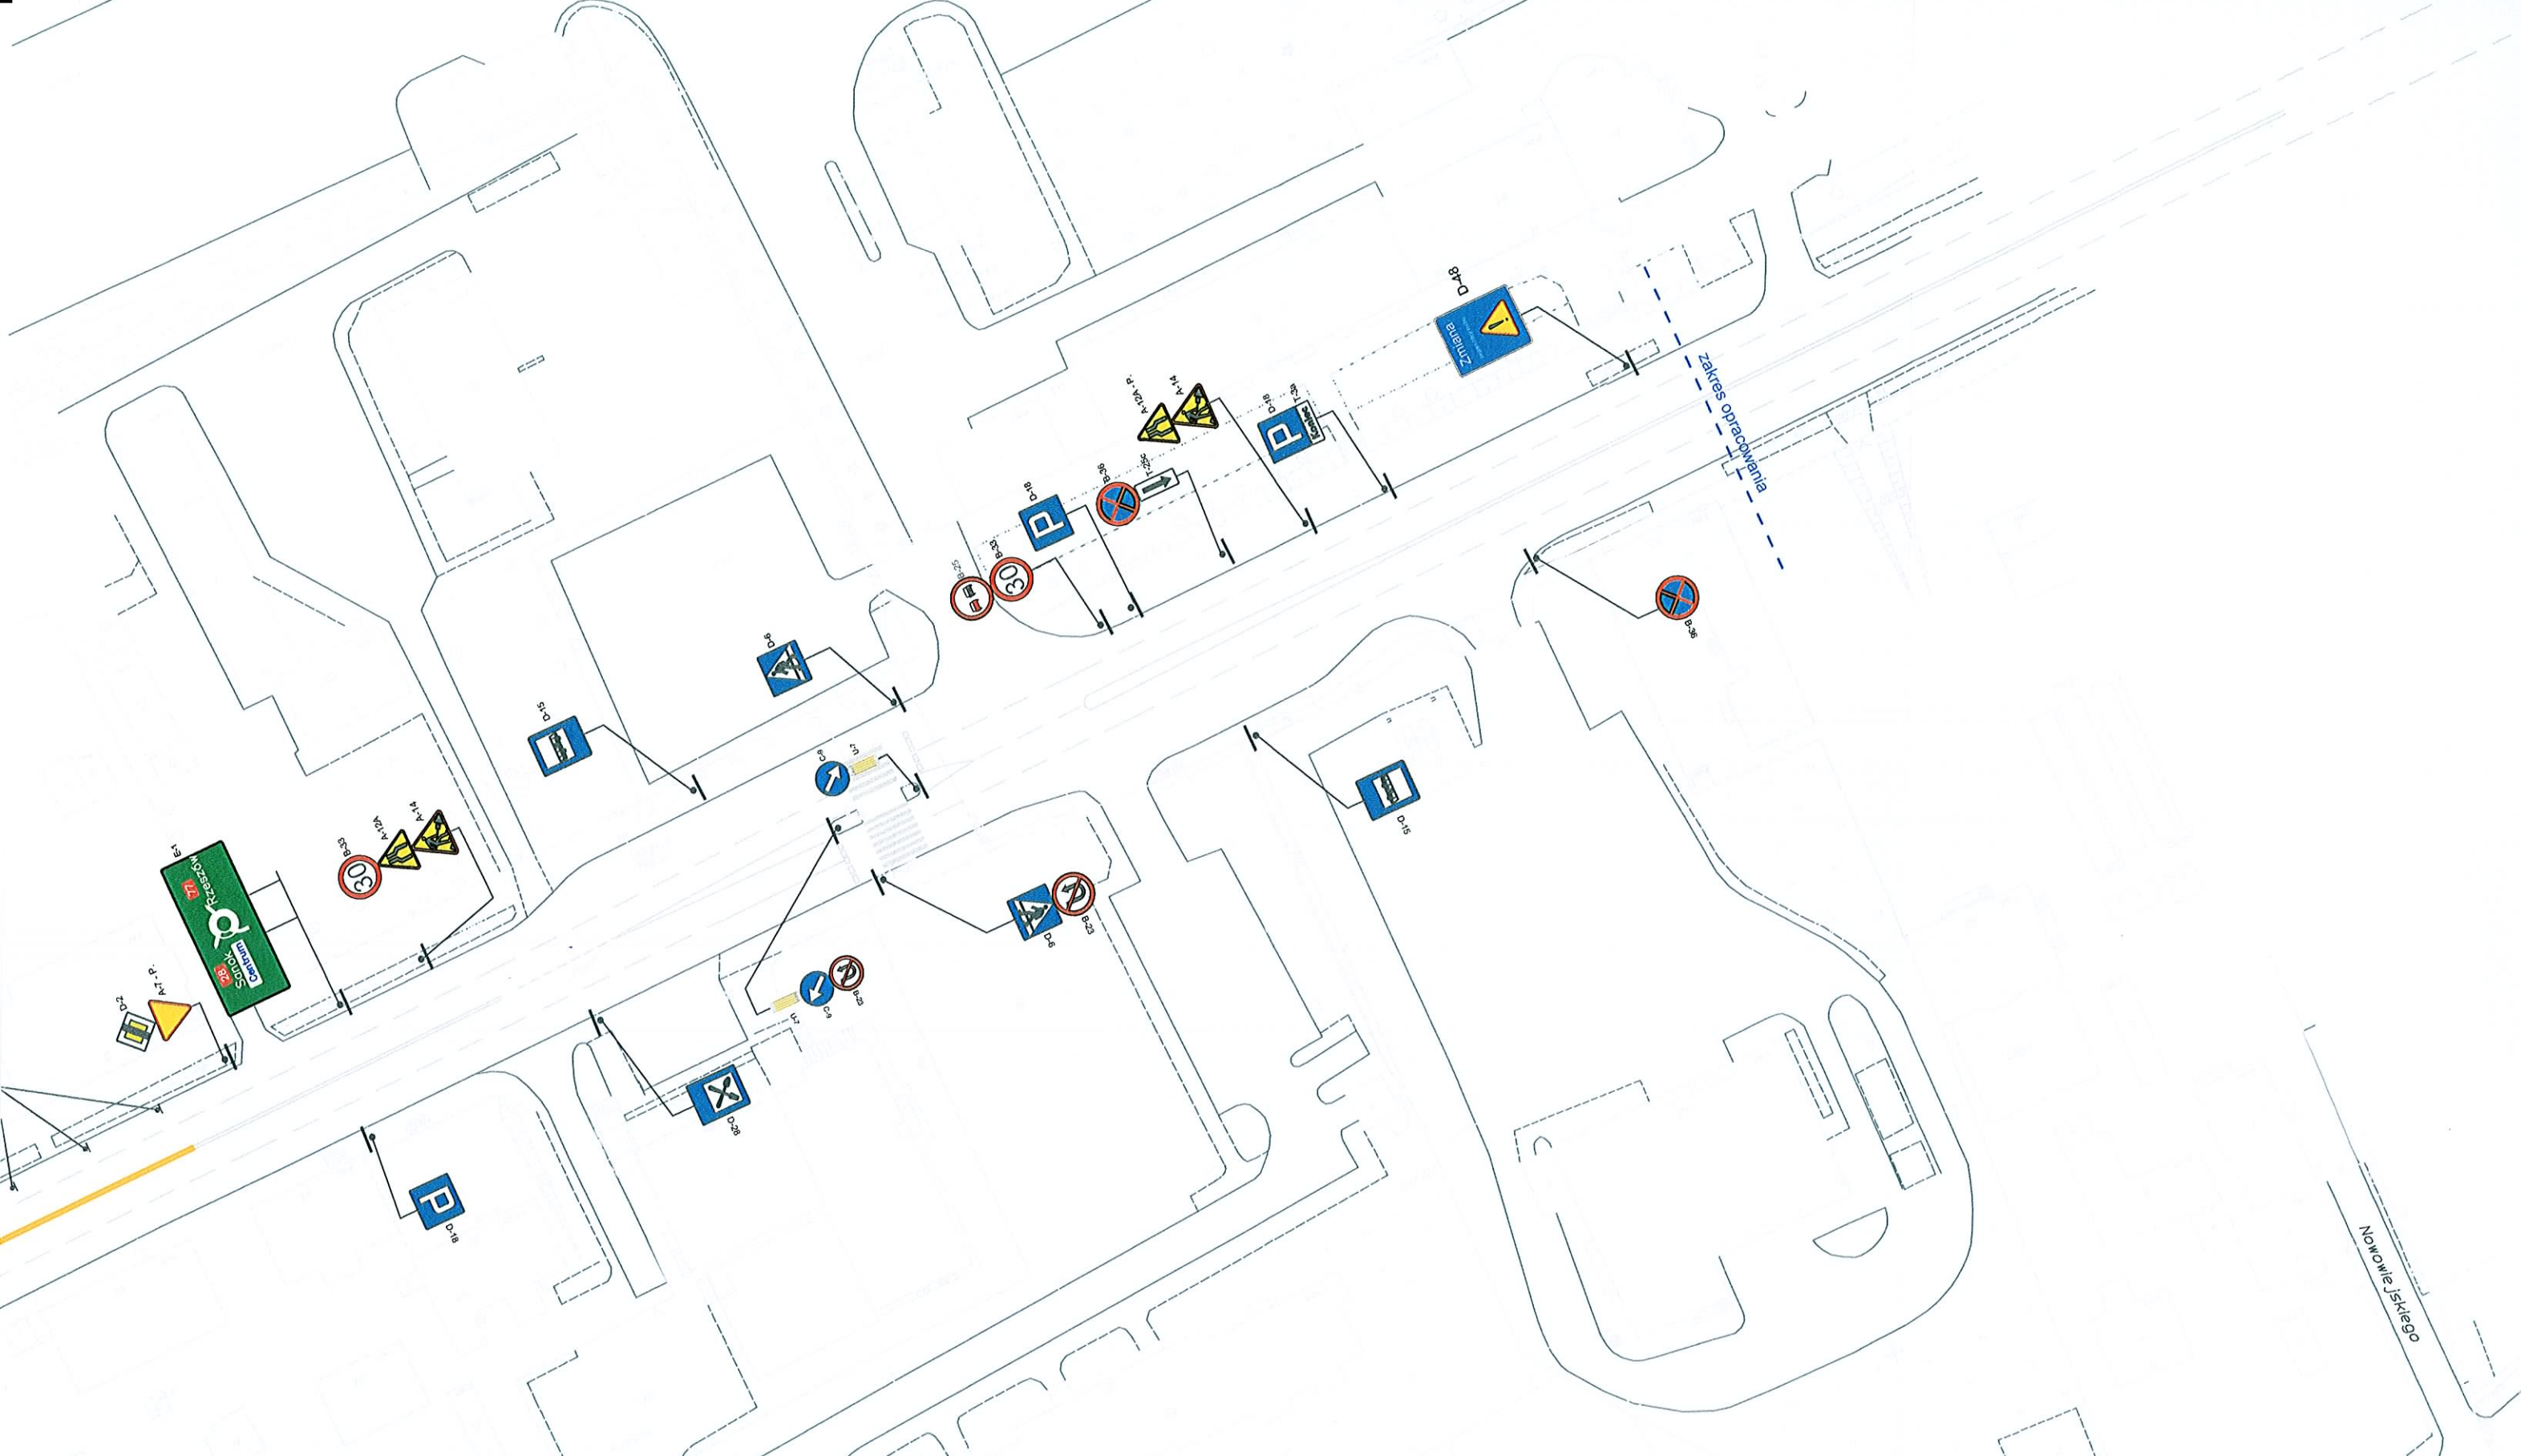 D-48
Zmiana
zakres opracowania
A-12A - P.
A-14
D-18
T-3a
P
Koniec
B-36
T-25c
D-18
P
B-25
B-33
30
B-36
D-6
D-15
C-9
U-7
D-15
B-33
30
A-12A
A-14
E-1
77
Rzeszów
28
Sanok
Centrum
D-2
A-7 - P.
D-6
B-23
U-7
C-9
B-23
D-28
P
D-18
Nowowiejskiego